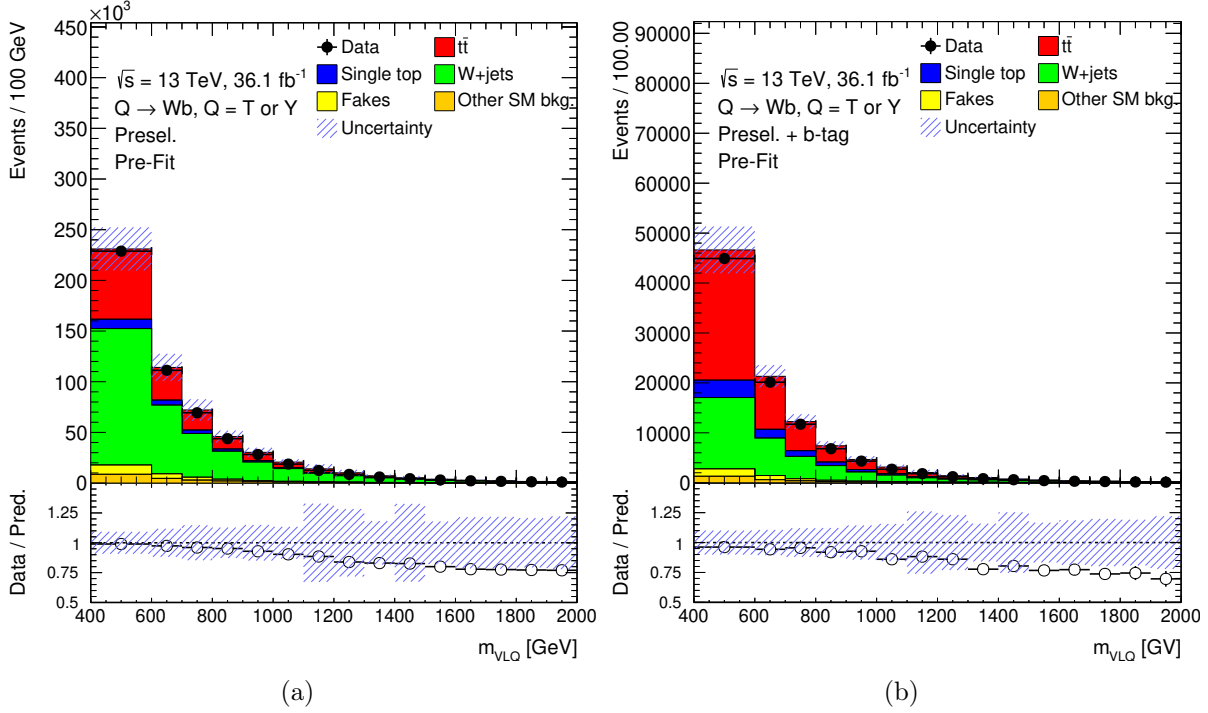 ×10³
450
400
350
300
250
200
150
100
50
0
Events / 100 GeV
Data
tt̄
Single top
W+jets
Fakes
Other SM bkg.
Uncertainty
√s = 13 TeV, 36.1 fb⁻¹
Q → Wb, Q = T or Y
Presel.
Pre-Fit
Data / Pred.
1.25
1
0.75
0.5
400 600 800 1000 1200 1400 1600 1800 2000
m_VLQ [GeV]
(a)
90000
80000
70000
60000
50000
40000
30000
20000
10000
0
Events / 100.00
Data
tt̄
Single top
W+jets
Fakes
Other SM bkg.
Uncertainty
√s = 13 TeV, 36.1 fb⁻¹
Q → Wb, Q = T or Y
Presel. + b-tag
Pre-Fit
Data / Pred.
1.25
1
0.75
0.5
400 600 800 1000 1200 1400 1600 1800 2000
m_VLQ [GV]
(b)